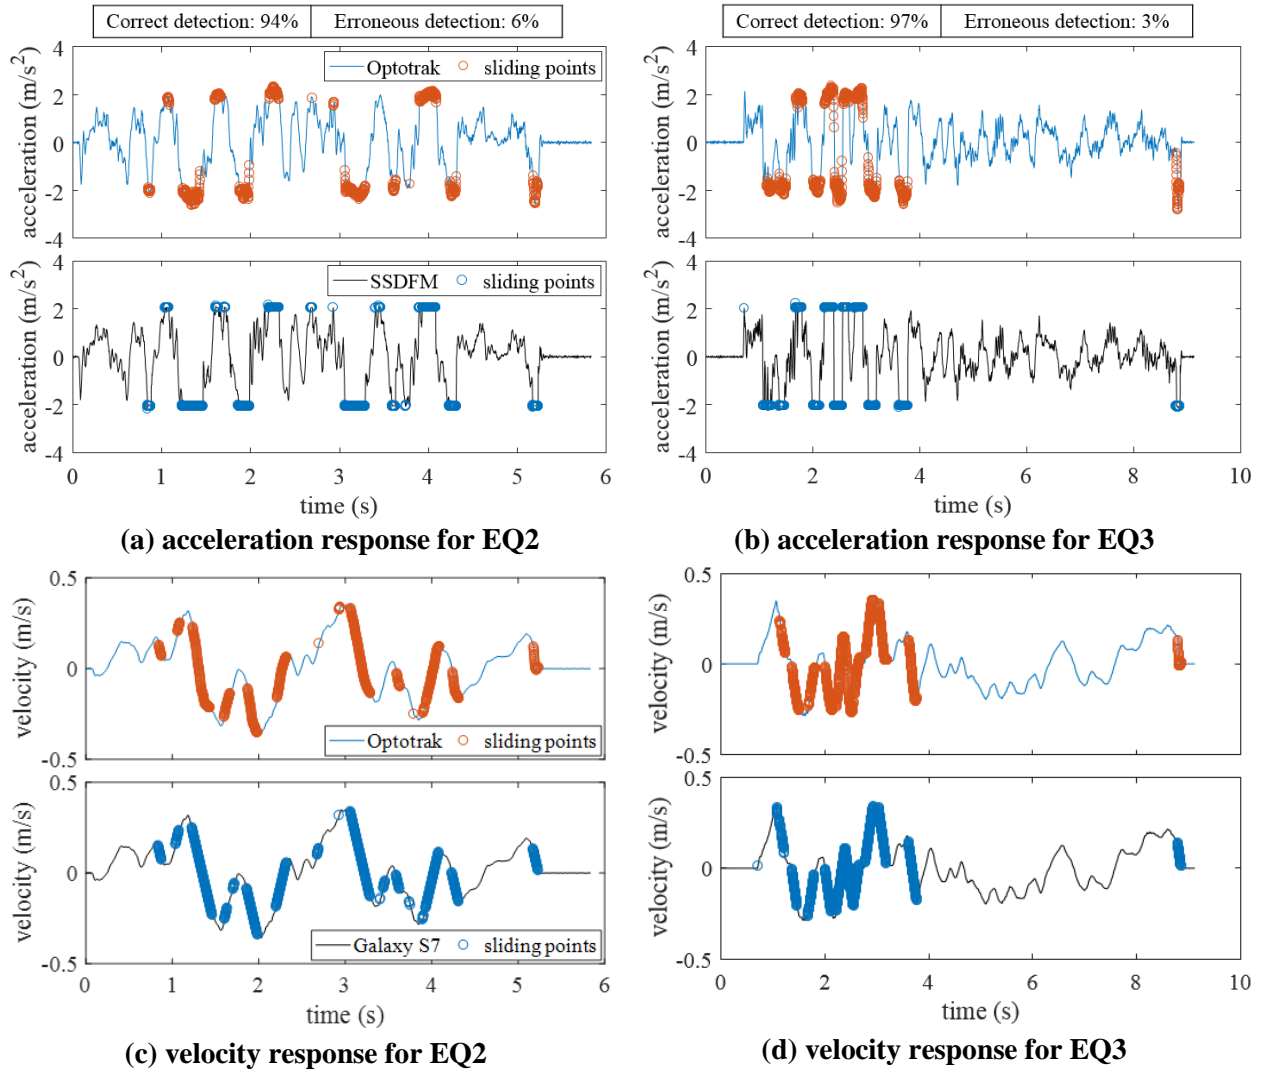 Correct detection: 94% Erroneous detection: 6%
4
2
0
-2
-4
acceleration (m/s²)
Optotrak sliding points
4
2
0
-2
-4
acceleration (m/s²)
SSDFM sliding points
0 1 2 3 4 5 6
time (s)
(a) acceleration response for EQ2
Correct detection: 97% Erroneous detection: 3%
4
2
0
-2
-4
acceleration (m/s²)
4
2
0
-2
-4
acceleration (m/s²)
0 2 4 6 8 10
time (s)
(b) acceleration response for EQ3
0.5
0
-0.5
velocity (m/s)
Optotrak sliding points
0.5
0
-0.5
velocity (m/s)
Galaxy S7 sliding points
0 1 2 3 4 5 6
time (s)
(c) velocity response for EQ2
0.5
0
-0.5
velocity (m/s)
0.5
0
-0.5
velocity (m/s)
0 2 4 6 8 10
time (s)
(d) velocity response for EQ3